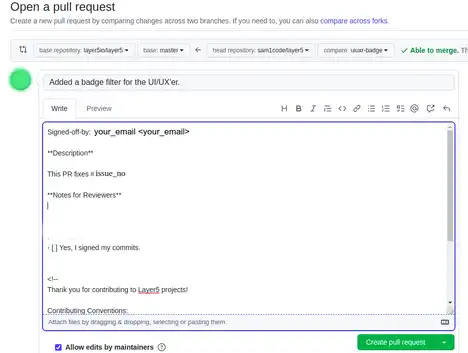 Open a pull request
Create a new pull request by comparing changes across two branches. If you need to, you can also compare across forks.
base repository: layer5io/layer5 base: master ← head repository: sam1code/layer5 compare: uiuxr-badge ✓ Able to merge.
Added a badge filter for the UI/UX'er.
Write Preview
Signed-off-by: your_email <your_email>
**Description**
This PR fixes # issue_no
**Notes for Reviewers**
- [ ] Yes, I signed my commits.
<!--
Thank you for contributing to Layer5 projects!
Contributing Conventions:
Attach files by dragging & dropping, selecting or pasting them.
Allow edits by maintainers
Create pull request